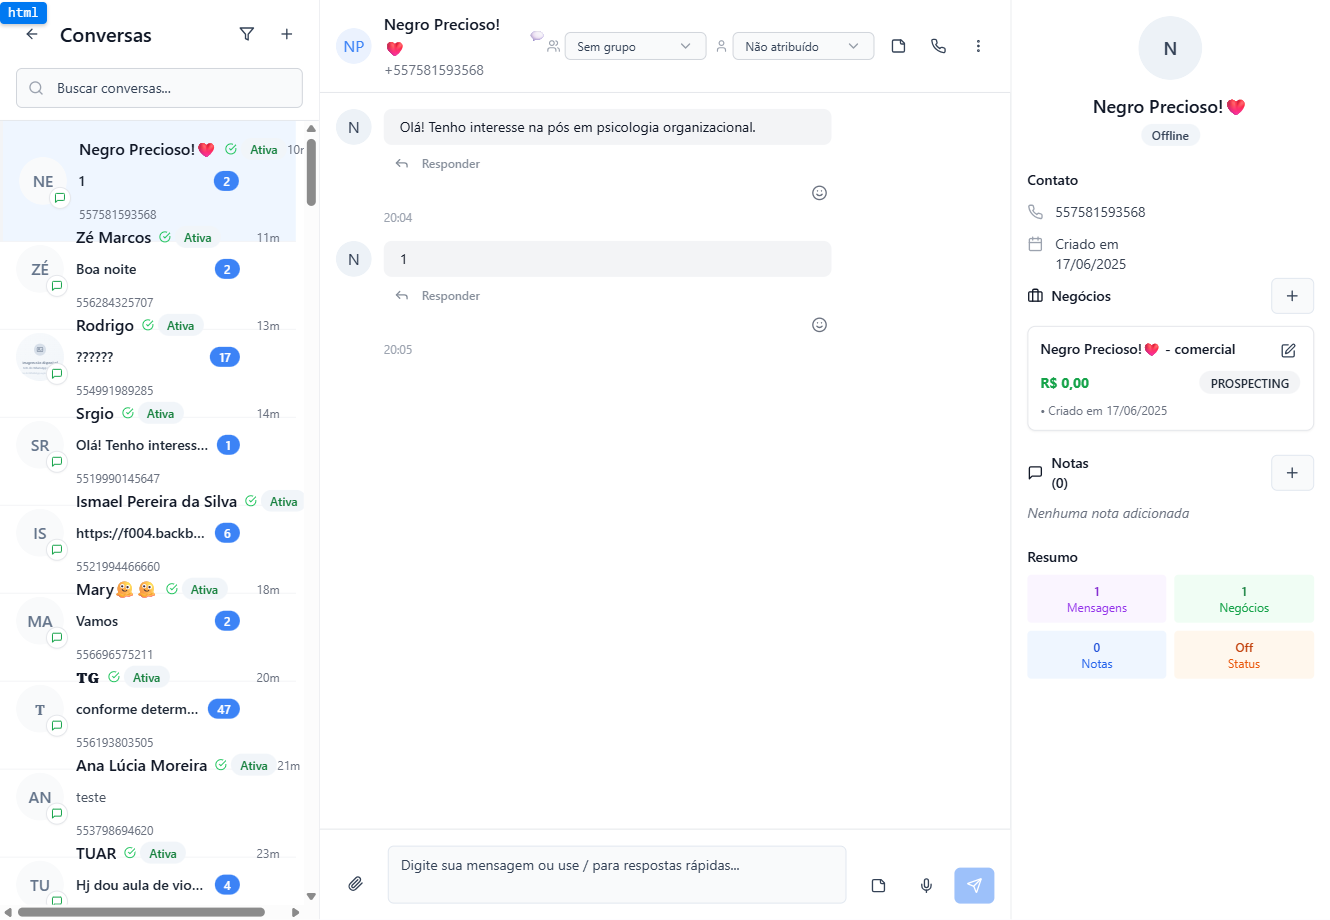 html
Conversas
Buscar conversas...
Negro Precioso!❤️ Ativa 10r
NE
1
2
557581593568
Zé Marcos Ativa 11m
ZÉ
Boa noite
2
556284325707
Rodrigo Ativa 13m
??????
17
554991989285
Srgio Ativa 14m
SR
Olá! Tenho interess...
1
5519990145647
Ismael Pereira da Silva Ativa
IS
https://f004.backb...
6
5521994466660
Mary🫠🫠 Ativa 18m
MA
Vamos
2
556696575211
𝐓𝐆 Ativa 20m
𝐓
conforme determ...
47
556193803505
Ana Lúcia Moreira Ativa 21m
AN
teste
553798694620
TUAR Ativa 23m
TU
Hj dou aula de vio...
4
NP
Negro Precioso!
❤️
+557581593568
Sem grupo
Não atribuído
N
Olá! Tenho interesse na pós em psicologia organizacional.
Responder
20:04
N
1
Responder
20:05
Digite sua mensagem ou use / para respostas rápidas...
N
Negro Precioso!❤️
Offline
Contato
557581593568
Criado em
17/06/2025
Negócios
Negro Precioso!❤️ - comercial
R$ 0,00
PROSPECTING
• Criado em 17/06/2025
Notas
(0)
Nenhuma nota adicionada
Resumo
1
Mensagens
1
Negócios
0
Notas
Off
Status